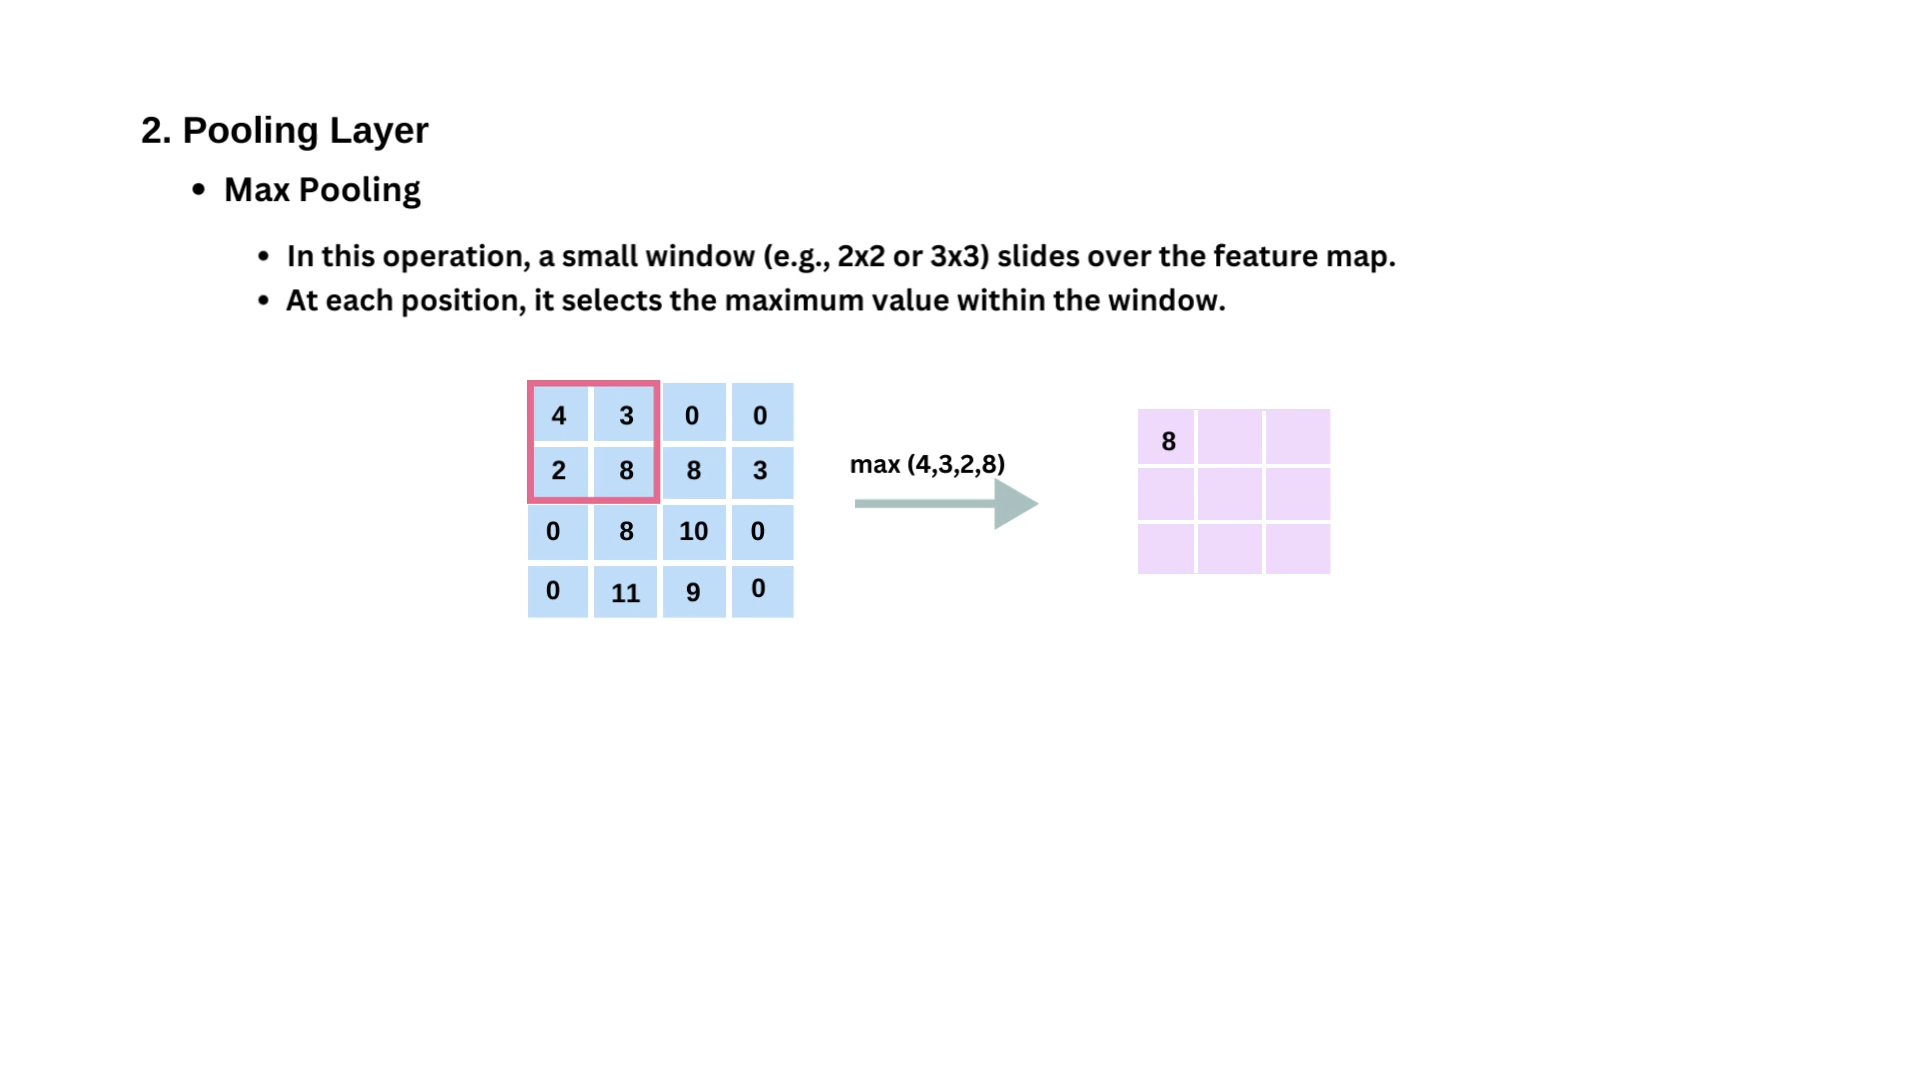 2. Pooling Layer
• Max Pooling
• In this operation, a small window (e.g., 2x2 or 3x3) slides over the feature map.
• At each position, it selects the maximum value within the window.
4 3 0 0
2 8 8 3
0 8 10 0
0 11 9 0
max (4,3,2,8)
8